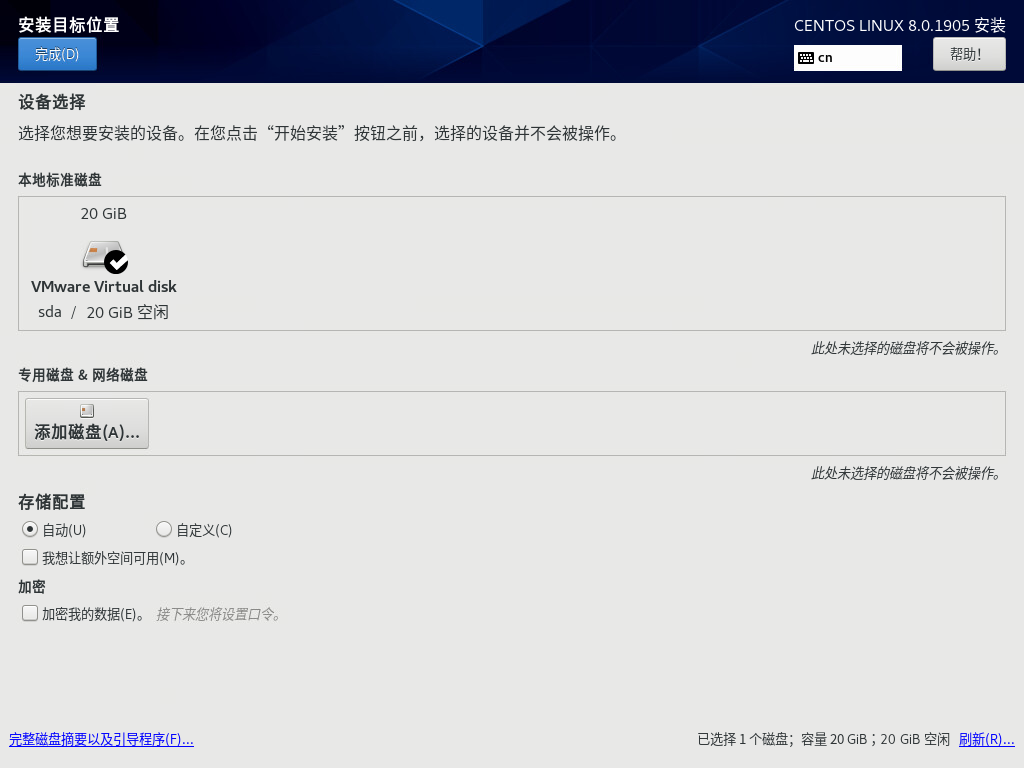 安装目标位置
CENTOS LINUX 8.0.1905 安装
完成(D)
cn
帮助!
设备选择
选择您想要安装的设备。在您点击“开始安装”按钮之前，选择的设备并不会被操作。
本地标准磁盘
20 GiB
VMware Virtual disk
sda / 20 GiB 空闲
此处未选择的磁盘将不会被操作。
专用磁盘 & 网络磁盘
添加磁盘(A)...
此处未选择的磁盘将不会被操作。
存储配置
自动(U) 自定义(C)
我想让额外空间可用(M)。
加密
加密我的数据(E)。 接下来您将设置口令。
完整磁盘摘要以及引导程序(F)... 已选择 1 个磁盘；容量 20 GiB；20 GiB 空闲 刷新(R)...